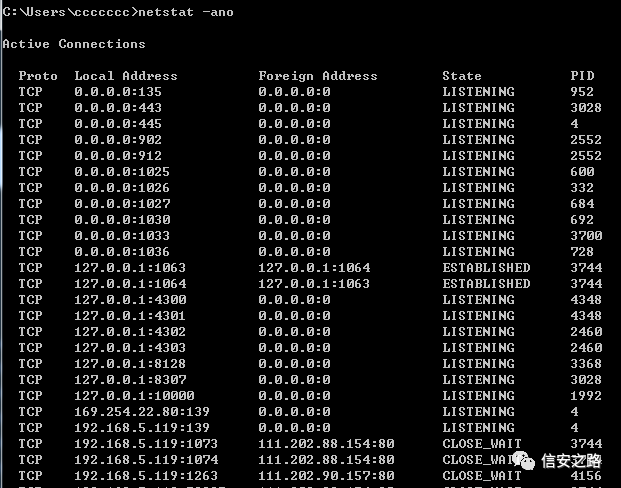 C:\Users\ccccccc>netstat -ano
Active Connections
Proto Local Address Foreign Address State PID
TCP 0.0.0.0:135 0.0.0.0:0 LISTENING 952
TCP 0.0.0.0:443 0.0.0.0:0 LISTENING 3028
TCP 0.0.0.0:445 0.0.0.0:0 LISTENING 4
TCP 0.0.0.0:902 0.0.0.0:0 LISTENING 2552
TCP 0.0.0.0:912 0.0.0.0:0 LISTENING 2552
TCP 0.0.0.0:1025 0.0.0.0:0 LISTENING 600
TCP 0.0.0.0:1026 0.0.0.0:0 LISTENING 332
TCP 0.0.0.0:1027 0.0.0.0:0 LISTENING 684
TCP 0.0.0.0:1030 0.0.0.0:0 LISTENING 692
TCP 0.0.0.0:1033 0.0.0.0:0 LISTENING 3700
TCP 0.0.0.0:1036 0.0.0.0:0 LISTENING 728
TCP 127.0.0.1:1063 127.0.0.1:1064 ESTABLISHED 3744
TCP 127.0.0.1:1064 127.0.0.1:1063 ESTABLISHED 3744
TCP 127.0.0.1:4300 0.0.0.0:0 LISTENING 4348
TCP 127.0.0.1:4301 0.0.0.0:0 LISTENING 4348
TCP 127.0.0.1:4302 0.0.0.0:0 LISTENING 2460
TCP 127.0.0.1:4303 0.0.0.0:0 LISTENING 2460
TCP 127.0.0.1:8128 0.0.0.0:0 LISTENING 3368
TCP 127.0.0.1:8307 0.0.0.0:0 LISTENING 3028
TCP 127.0.0.1:10000 0.0.0.0:0 LISTENING 1992
TCP 169.254.22.80:139 0.0.0.0:0 LISTENING 4
TCP 192.168.5.119:139 0.0.0.0:0 LISTENING 4
TCP 192.168.5.119:1073 111.202.88.154:80 CLOSE_WAIT 3744
TCP 192.168.5.119:1074 111.202.88.154:80 CLOSE_WAIT
TCP 192.168.5.119:1263 111.202.90.157:80 CLOSE_WAIT 4156
信安之路